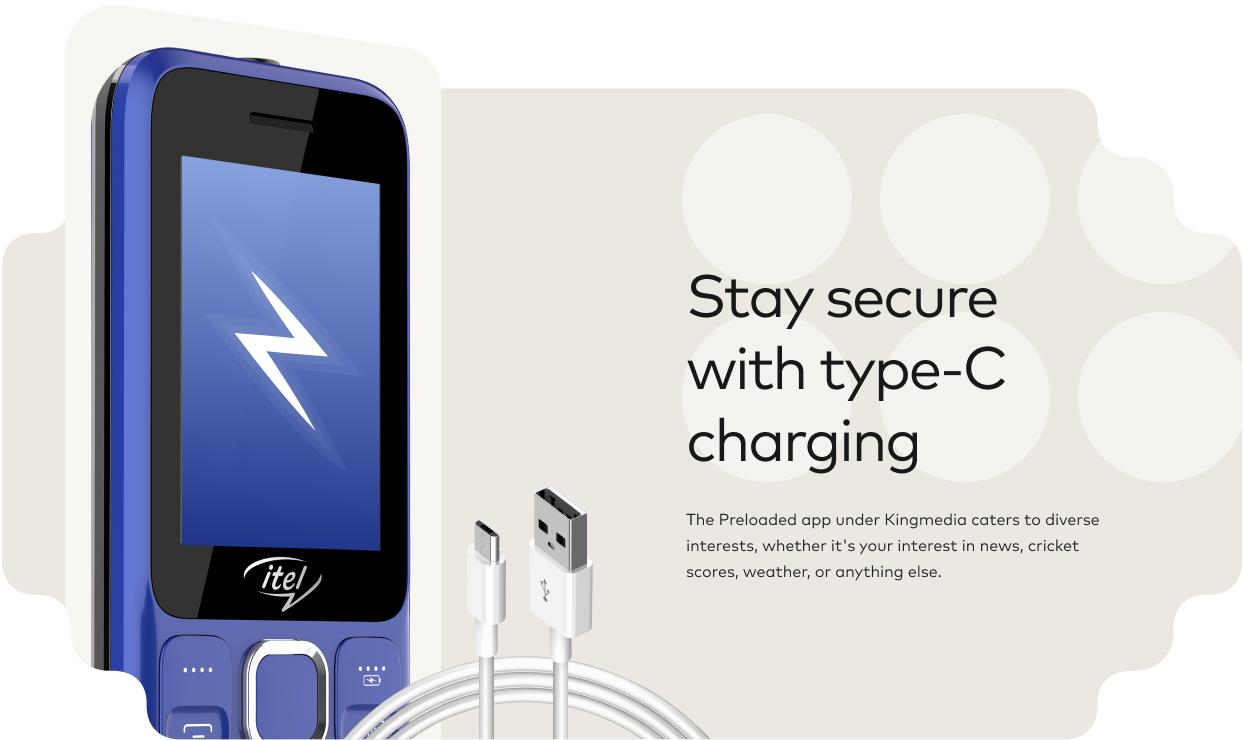 itel
Stay secure
with type-C
charging
The Preloaded app under Kingmedia caters to diverse
interests, whether it's your interest in news, cricket
scores, weather, or anything else.